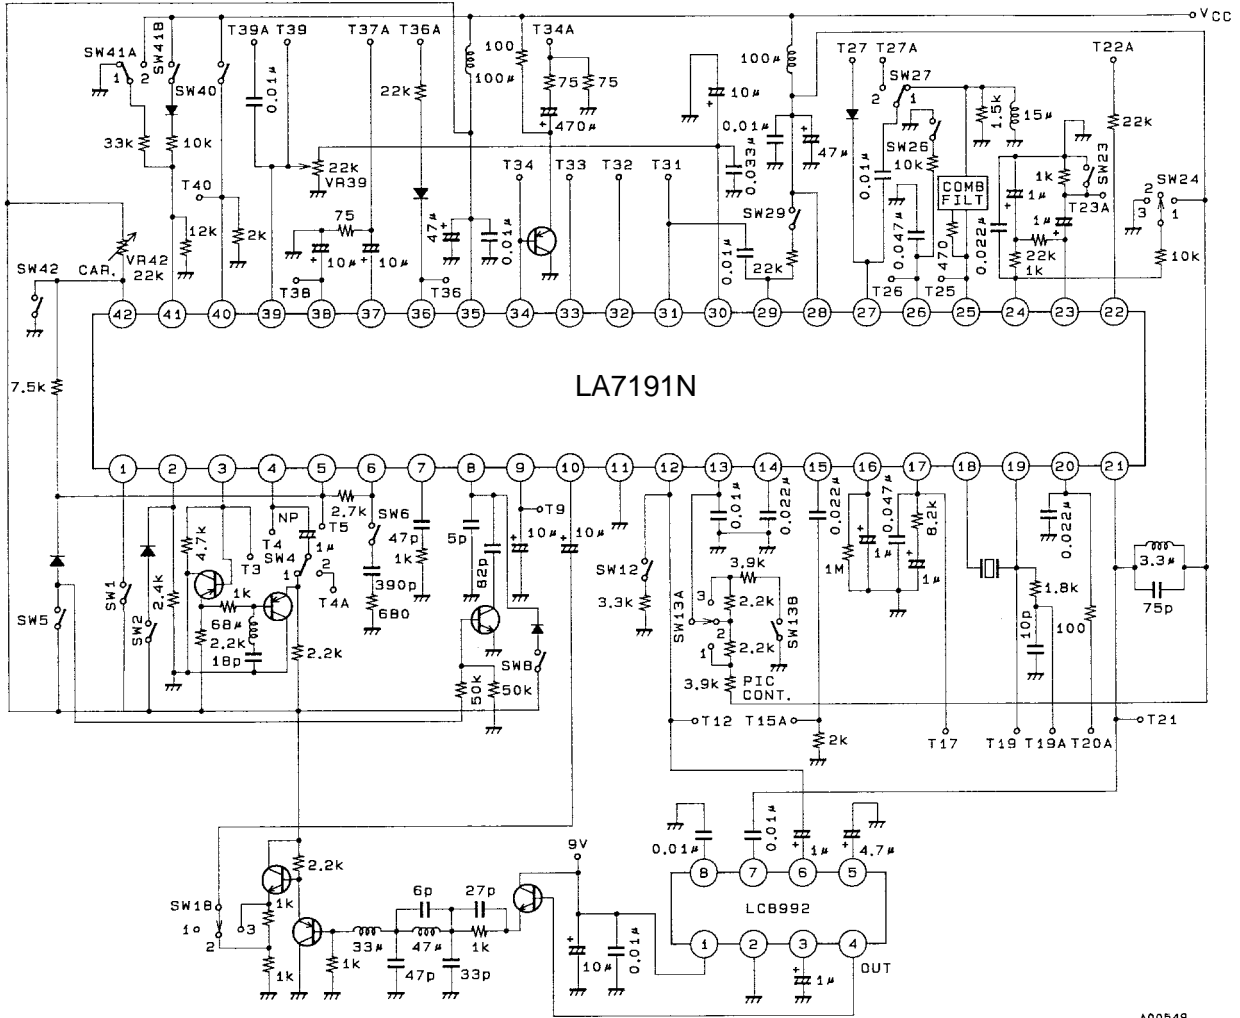 VCC
SW41A
SW41B
1
2
SW40
T39A
T39
T37A
T36A
T34A
T27
T27A
T22A
0.01μ
100
100μ
75
75
470μ
22k
10μ
100μ
0.01μ
47μ
0.033μ
SW27
2
1
SW26
10k
1.5k
15μ
22k
33k
10k
T40
22k
VR39
T34
T33
T32
T31
COMB
FILT
1k
SW23
SW24
2
3
1
T23A
1μ
1μ
22k
1k
10k
CAR.
VR42
22k
12k
2k
75
10μ
10μ
T38
47μ
0.01μ
T36
0.01μ
22k
SW29
0.01μ
0.047μ
T26
T25
470
0.022μ
SW42
42
41
40
39
38
37
36
35
34
33
32
31
30
29
28
27
26
25
24
23
22
7.5k
LA7191N
1
2
3
4
5
6
7
8
9
10
11
12
13
14
15
16
17
18
19
20
21
2.7k
SW6
NP
T4
T5
1μ
SW4
1
2
T4A
4.7k
T3
1k
2.4k
68μ
2.2k
18p
2.2k
SW5
SW1
SW2
390p
680
47p
1k
5p
82p
T9
10μ
10μ
SW8
50k
50k
SW12
3.3k
SW13A
0.01μ
0.022μ
3.9k
3
2.2k
2
2.2k
1
SW13B
3.9k
PIC
CONT.
0.022μ
1M
1μ
0.047μ
8.2k
1μ
1.8k
10p
0.022μ
100
3.3μ
75p
T12
T15A
2k
T17
T19
T19A
T20A
T21
0.01μ
0.01μ
1μ
4.7μ
8
7
6
5
LC8992
1
2
3
4
OUT
1μ
9V
10μ
0.01μ
2.2k
SW18
1
2
3
1k
1k
1k
33μ
6p
47μ
27p
1k
47p
33p
A00549